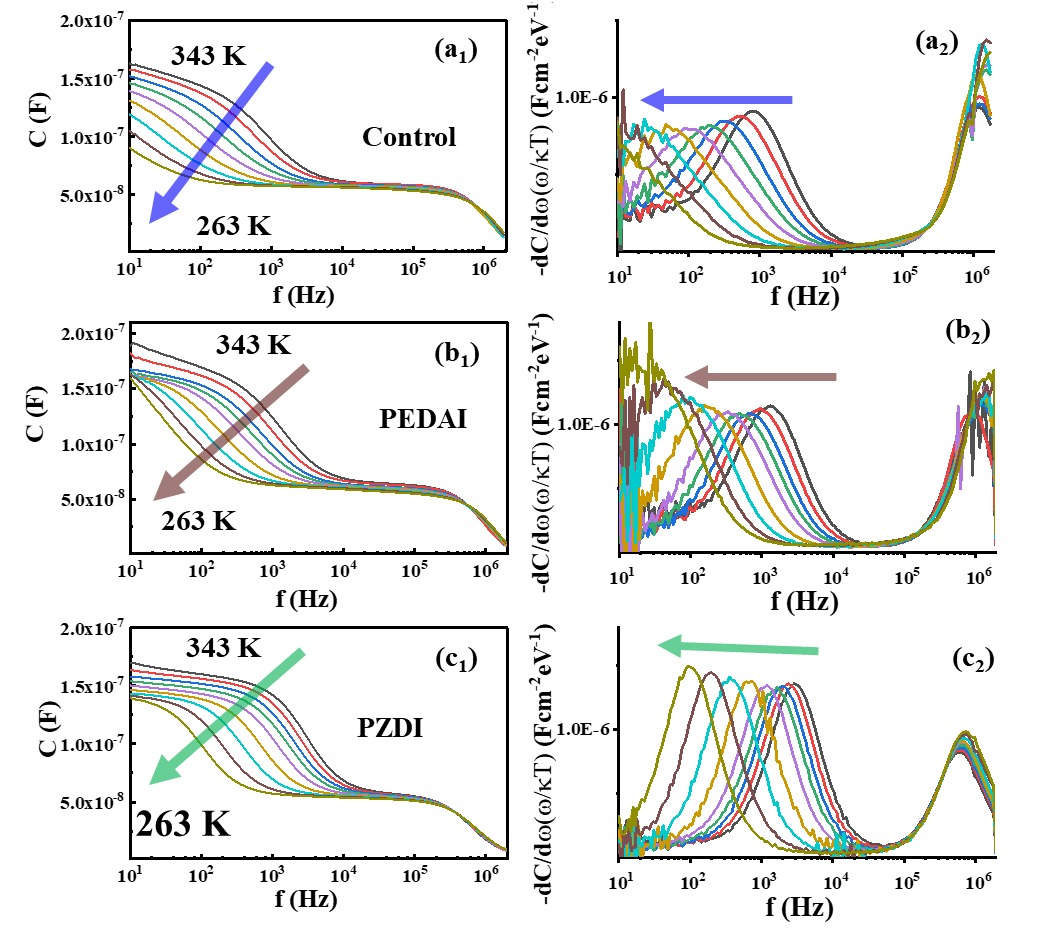 2.0x10⁻⁷
1.5x10⁻⁷
1.0x10⁻⁷
5.0x10⁻⁸
C (F)
343 K
(a₁)
Control
263 K
10¹ 10² 10³ 10⁴ 10⁵ 10⁶
f (Hz)
-dC/dω(ω/κT) (Fcm⁻²eV⁻¹
1.0E-6
(a₂)
10¹ 10² 10³ 10⁴ 10⁵ 10⁶
f (Hz)
2.0x10⁻⁷
1.5x10⁻⁷
1.0x10⁻⁷
5.0x10⁻⁸
C (F)
343 K
(b₁)
PEDAI
263 K
10¹ 10² 10³ 10⁴ 10⁵ 10⁶
f (Hz)
-dC/dω(ω/κT) (Fcm⁻²eV⁻¹)
1.0E-6
(b₂)
10¹ 10² 10³ 10⁴ 10⁵ 10⁶
f (Hz)
2.0x10⁻⁷
1.5x10⁻⁷
1.0x10⁻⁷
5.0x10⁻⁸
C (F)
343 K
(c₁)
PZDI
263 K
10¹ 10² 10³ 10⁴ 10⁵ 10⁶
f (Hz)
-dC/dω(ω/κT) (Fcm⁻²eV⁻¹)
1.0E-6
(c₂)
10¹ 10² 10³ 10⁴ 10⁵ 10⁶
f (Hz)